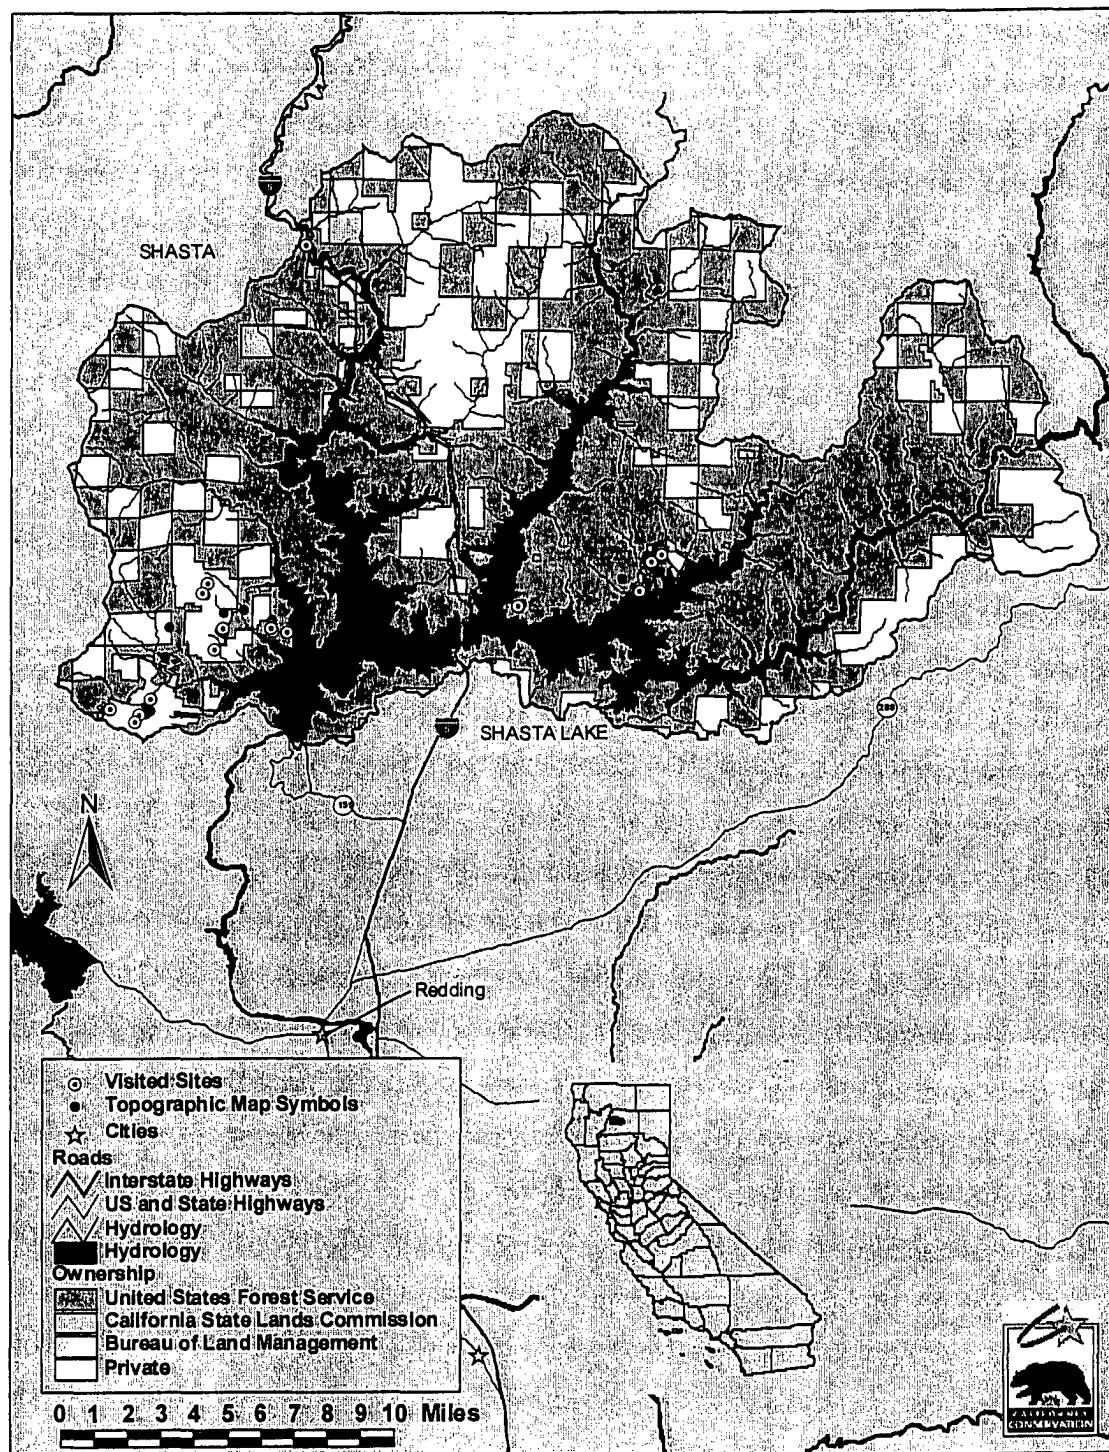 SHASTA
SHASTA LAKE
151
N
Redding
Visited Sites
Topographic Map Symbols
Cities
Roads
Interstate Highways
US and State Highways
Hydrology
Hydrology
Ownership
United States Forest Service
California State Lands Commission
Bureau of Land Management
Private
0 1 2 3 4 5 6 7 8 9 10 Miles
CONSERVATION